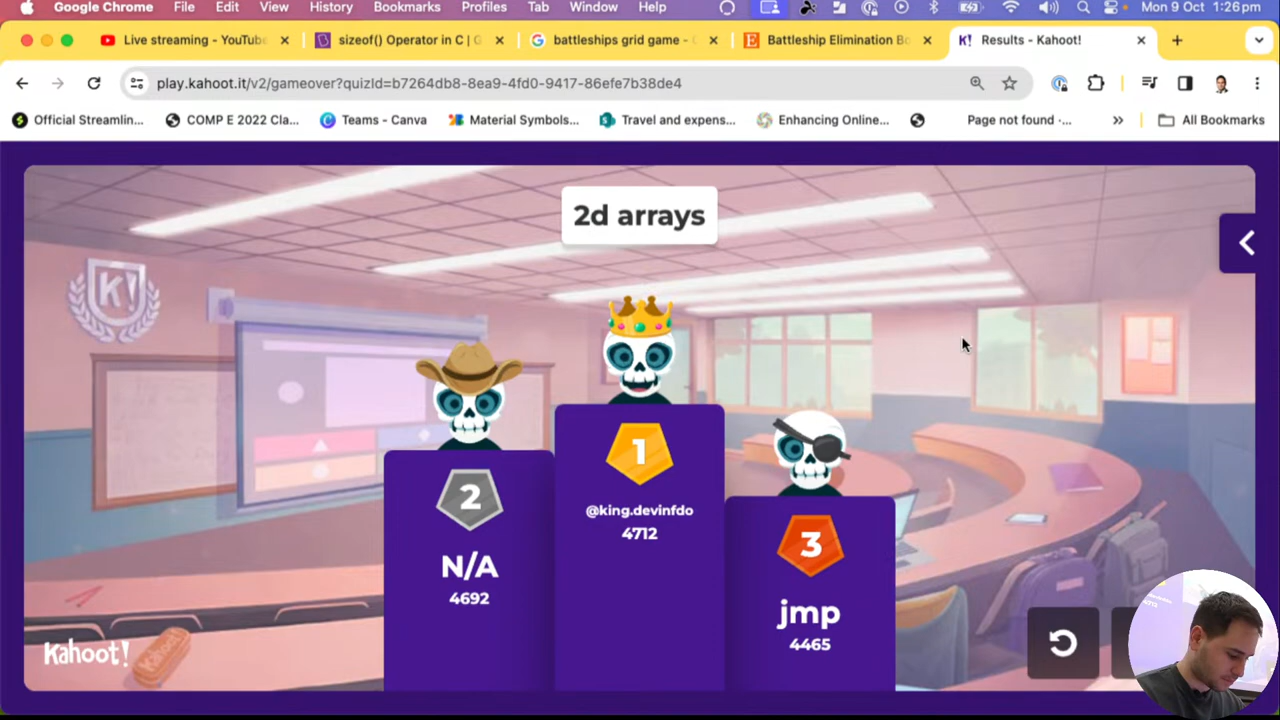 Google Chrome File Edit View History Bookmarks Profiles Tab Window Help Mon 9 Oct 1:26pm
Live streaming - YouTube sizeof() Operator in C | G battleships grid game - Battleship Elimination Bo K! Results - Kahoot!
play.kahoot.it/v2/gameover?quizId=b7264db8-8ea9-4fd0-9417-86efe7b38de4
Official Streamlin... COMP E 2022 Cla... Teams - Canva Material Symbols... Travel and expens... Enhancing Online... Page not found ·... » All Bookmarks
2d arrays
K!
1
@king.devinfdo
4712
2
N/A
4692
3
jmp
4465
Kahoot!